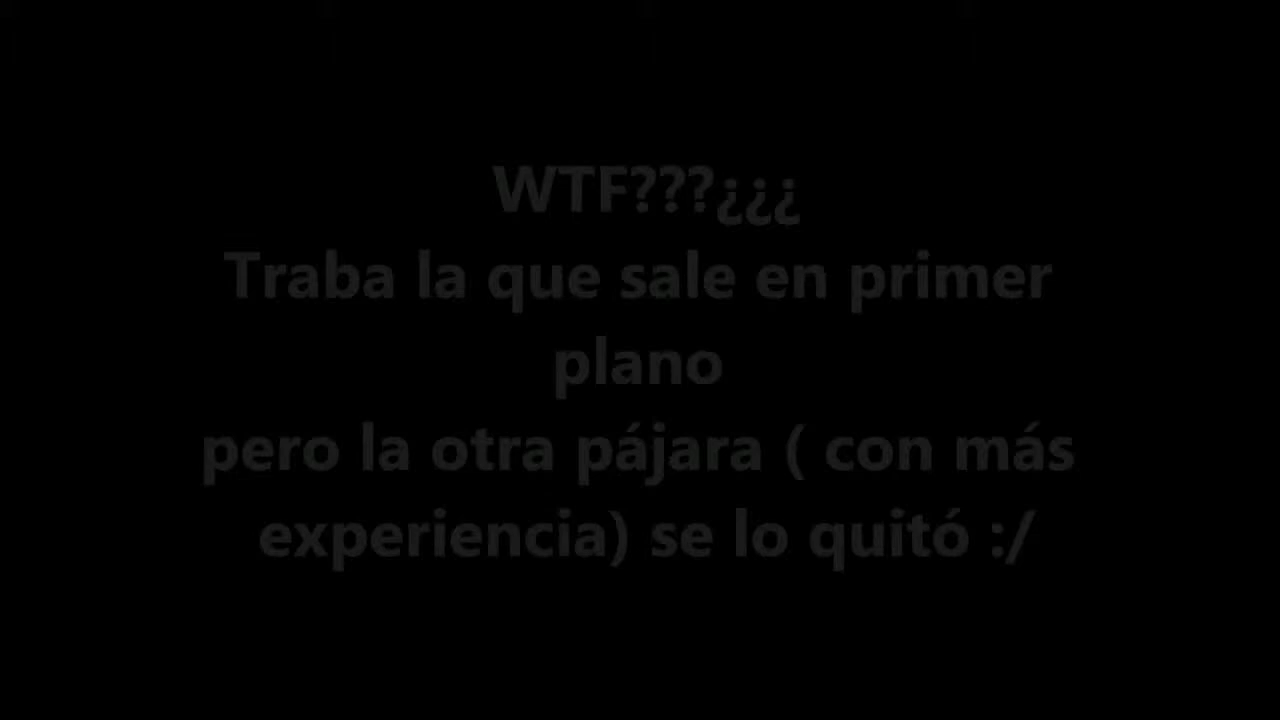 WTF???¿¿¿
Traba la que sale en primer
plano
pero la otra pájara ( con más
experiencia) se lo quitó :/